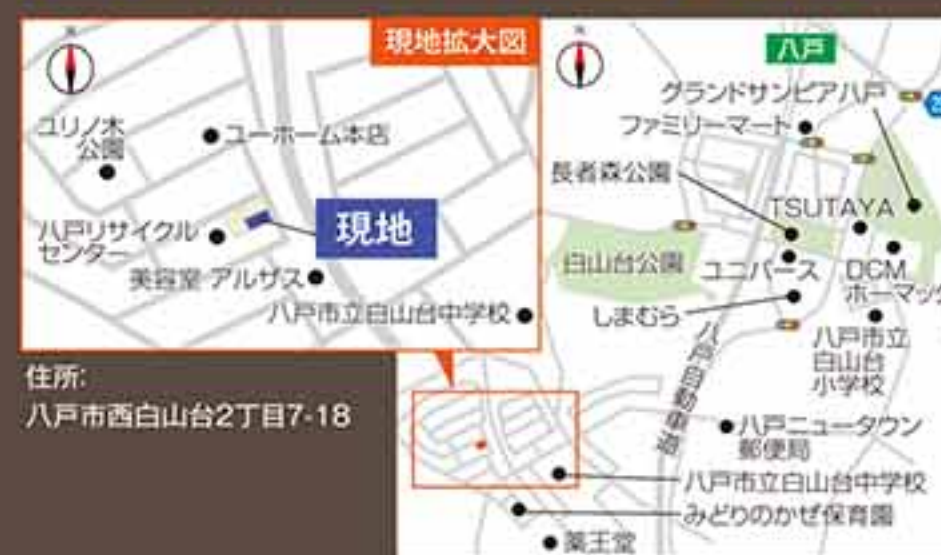 現地拡大図
ユリノ木
公園
ユーホーム本店
八戸リサイクル
センター
現地
美容室 アルザス
八戸市立白山台中学校
住所:
八戸市西白山台2丁目7-18
八戸
グランドサンピア八戸
ファミリーマート
長者森公園
TSUTAYA
白山台公園
ユニバース
DCM
ホーマック
しまむら
八戸市立
白山台
小学校
八戸自動車道
八戸ニュータウン
郵便局
八戸市立白山台中学校
みどりのかぜ保育園
薬王堂